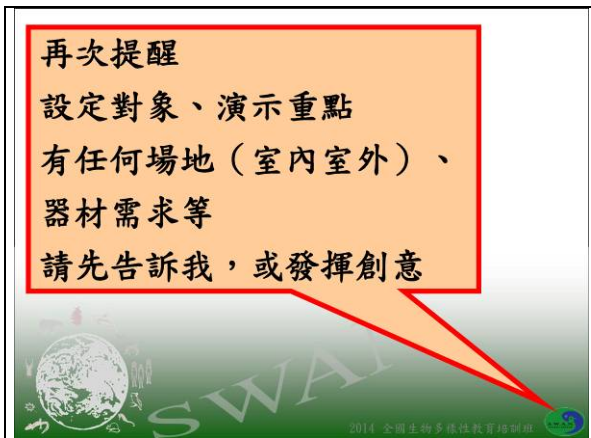 再次提醒
設定對象、演示重點
有任何場地（室內室外）、
器材需求等
請先告訴我，或發揮創意
SWAN
2014 全國生物多樣性教育培訓班